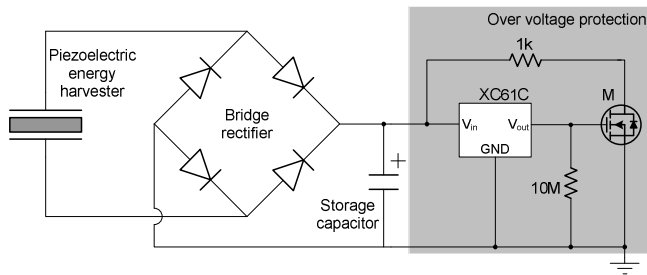 Over voltage protection
Piezoelectric
energy
harvester
1k
XC61C
M
Bridge
rectifier
Vin
Vout
GND
+
Storage
capacitor
10M